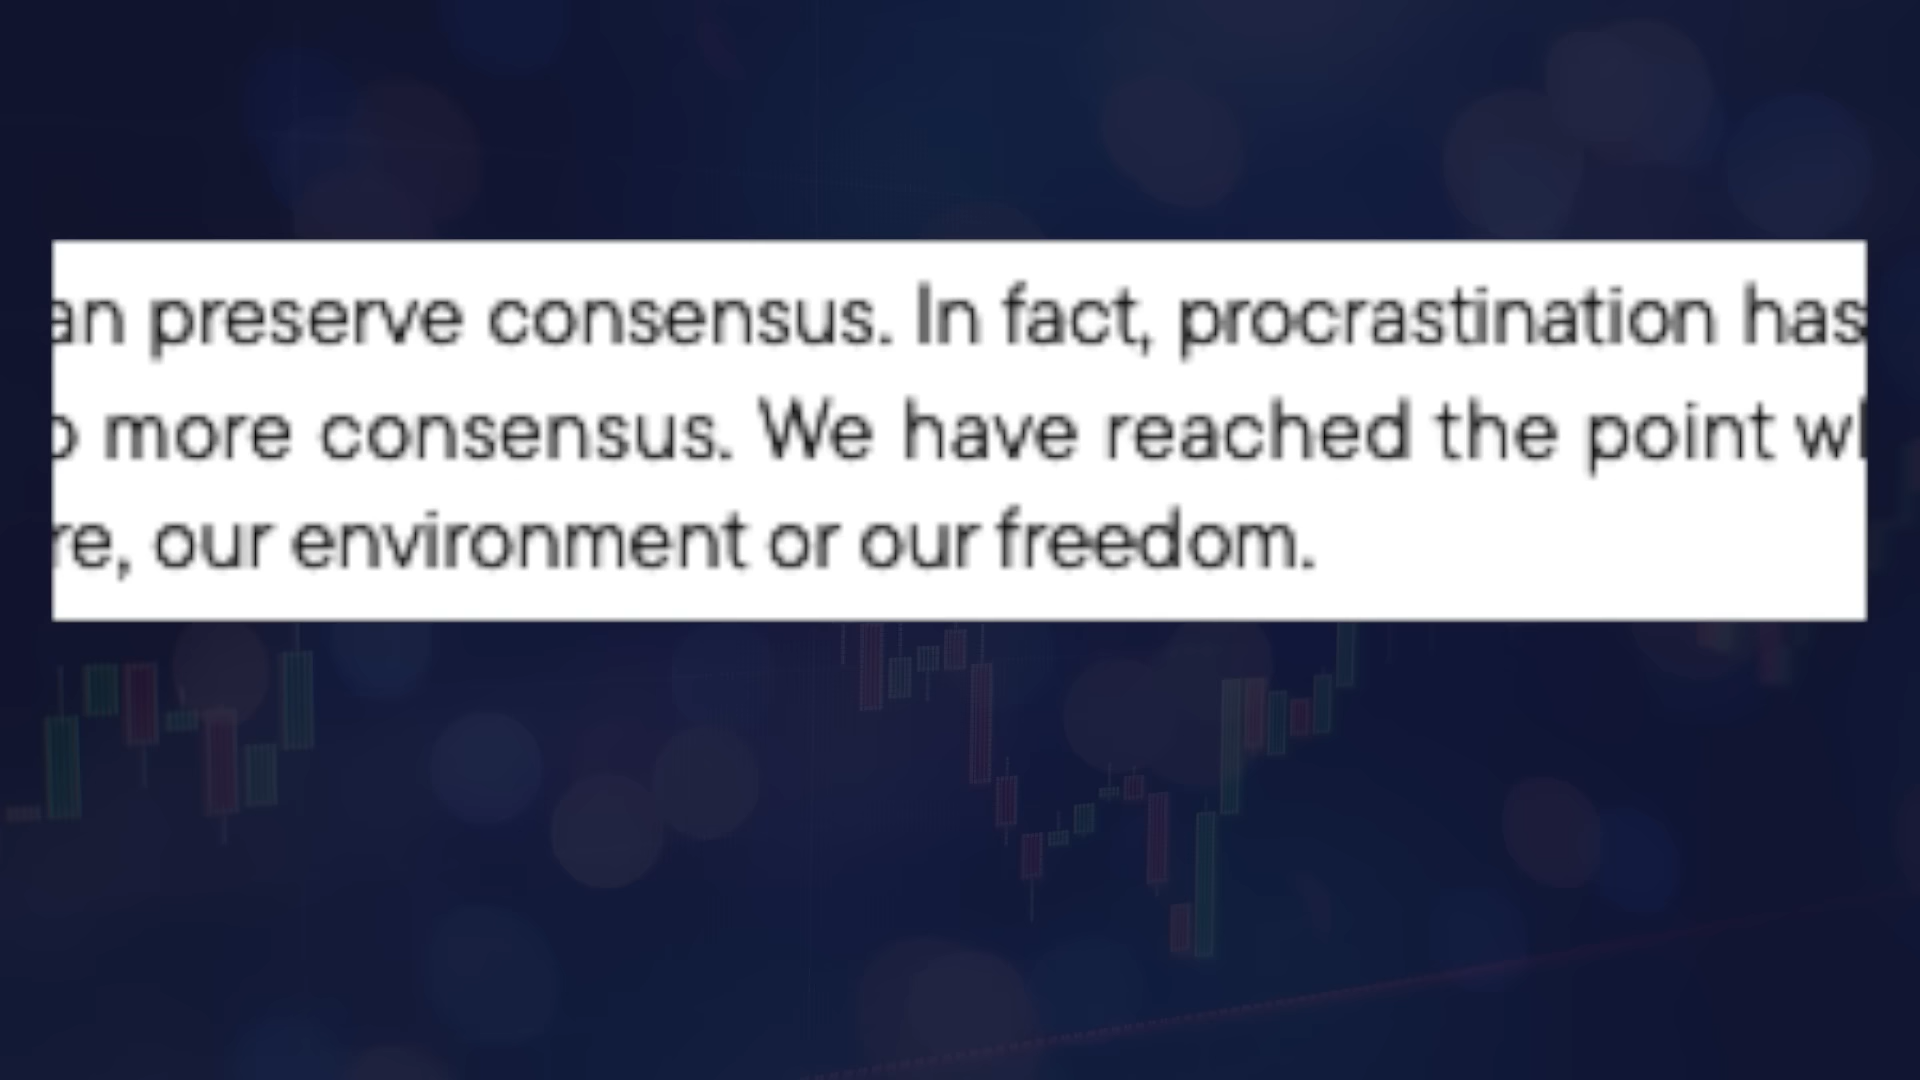 an preserve consensus. In fact, procrastination has
more consensus. We have reached the point
re, our environment or our freedom.